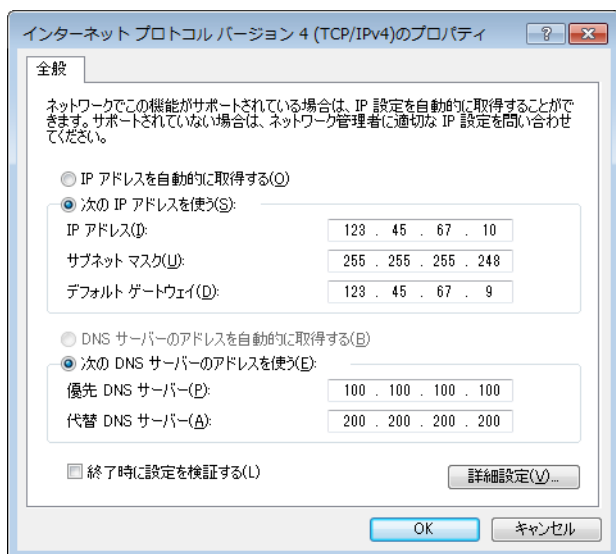 インターネット プロトコル バージョン 4 (TCP/IPv4)のプロパティ
全般
ネットワークでこの機能がサポートされている場合は、IP 設定を自動的に取得することがで
きます。サポートされていない場合は、ネットワーク管理者に適切な IP 設定を問い合わせ
てください。
IP アドレスを自動的に取得する(O)
次の IP アドレスを使う(S):
IP アドレス(I): 123 . 45 . 67 . 10
サブネット マスク(U): 255 . 255 . 255 . 248
デフォルト ゲートウェイ(D): 123 . 45 . 67 . 9
DNS サーバーのアドレスを自動的に取得する(B)
次の DNS サーバーのアドレスを使う(E):
優先 DNS サーバー(P): 100 . 100 . 100 . 100
代替 DNS サーバー(A): 200 . 200 . 200 . 200
終了時に設定を検証する(L)
詳細設定(V)...
OK キャンセル